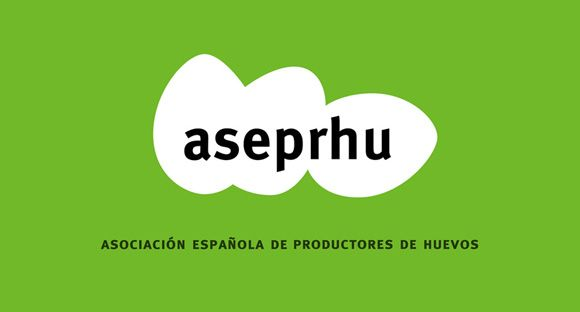 aseprhu
ASOCIACIÓN ESPAÑOLA DE PRODUCTORES DE HUEVOS